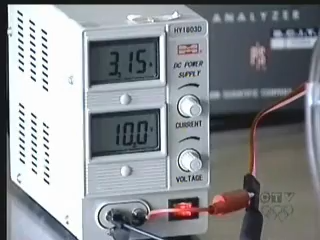 ANALYZER
HY1803D
3.15
DC POWER
SUPPLY
CURRENT
10.0
VOLTAGE
CTV